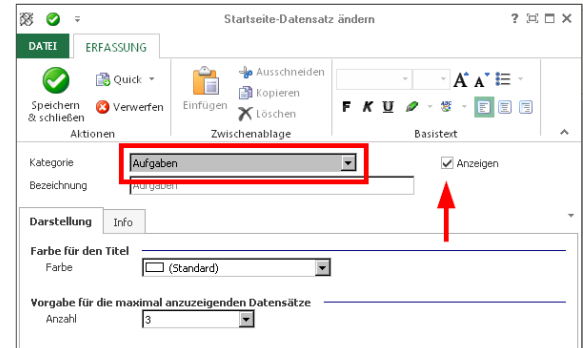 Startseite-Datensatz ändern
DATEI ERFASSUNG
Speichern & schließen
Quick
Verwerfen
Aktionen
Einfügen
Ausschneiden
Kopieren
Löschen
Zwischenablage
A A
F K U
Basistext
Kategorie Aufgaben Anzeigen
Bezeichnung Aufgaben
Darstellung Info
Farbe für den Titel
Farbe (Standard)
Vorgabe für die maximal anzuzeigenden Datensätze
Anzahl 3